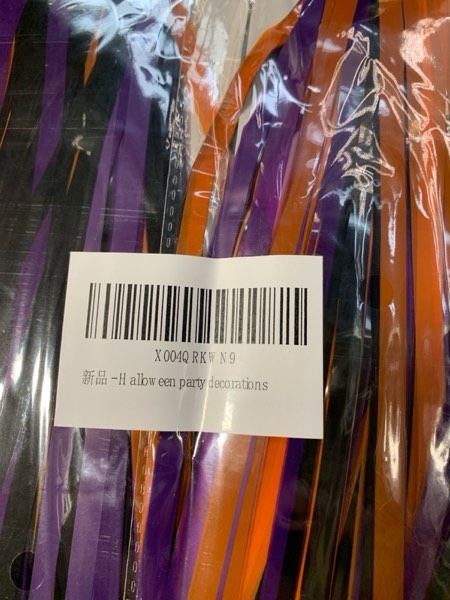 X004QRKWN9
新品 -Halloween party decorations